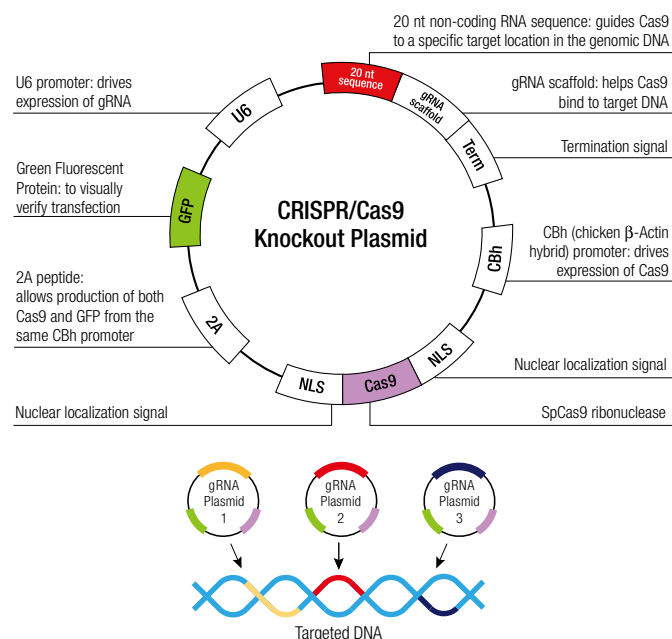 20 nt non-coding RNA sequence: guides Cas9
to a specific target location in the genomic DNA
U6 promoter: drives
expression of gRNA
20 nt
sequence
gRNA
scaffold
gRNA scaffold: helps Cas9
bind to target DNA
U6
Term
Termination signal
Green Fluorescent
Protein: to visually
verify transfection
GFP
CRISPR/Cas9
Knockout Plasmid
CBh
CBh (chicken β-Actin
hybrid) promoter: drives
expression of Cas9
2A peptide:
allows production of both
Cas9 and GFP from the
same CBh promoter
2A
NLS
Cas9
NLS
Nuclear localization signal
Nuclear localization signal
SpCas9 ribonuclease
gRNA
Plasmid
1
gRNA
Plasmid
2
gRNA
Plasmid
3
Targeted DNA